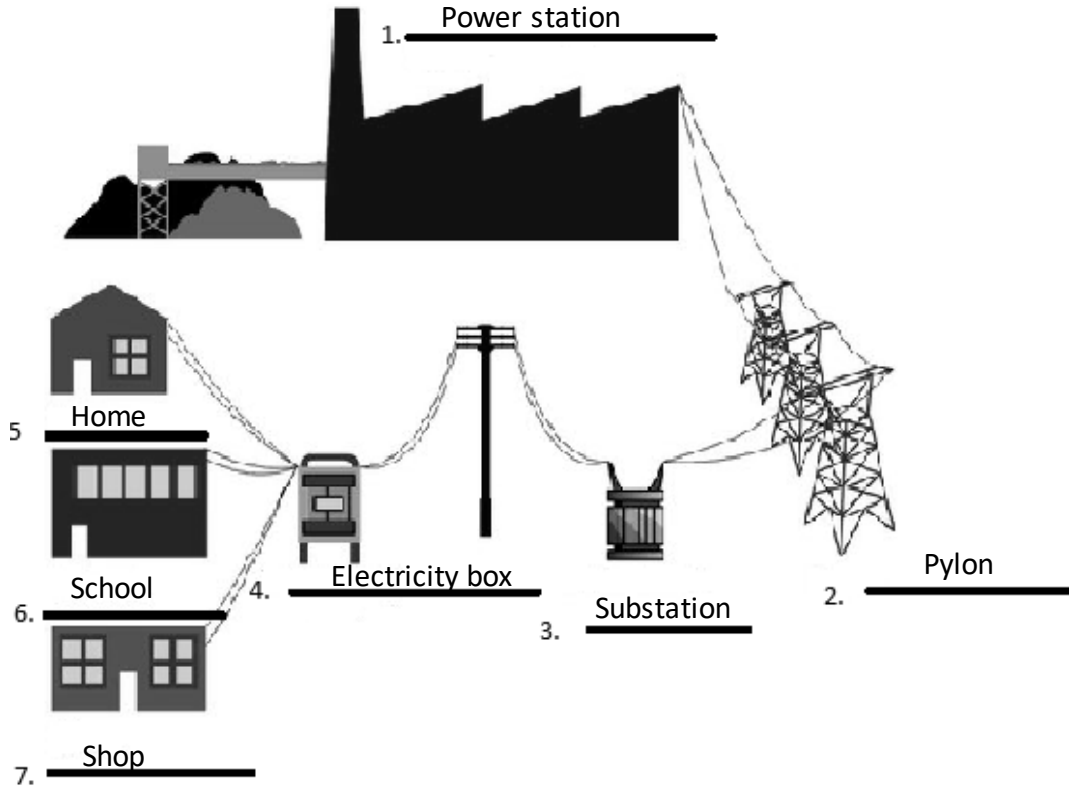 1. Power station
5 Home
6. School
7. Shop
4. Electricity box
3. Substation
2. Pylon